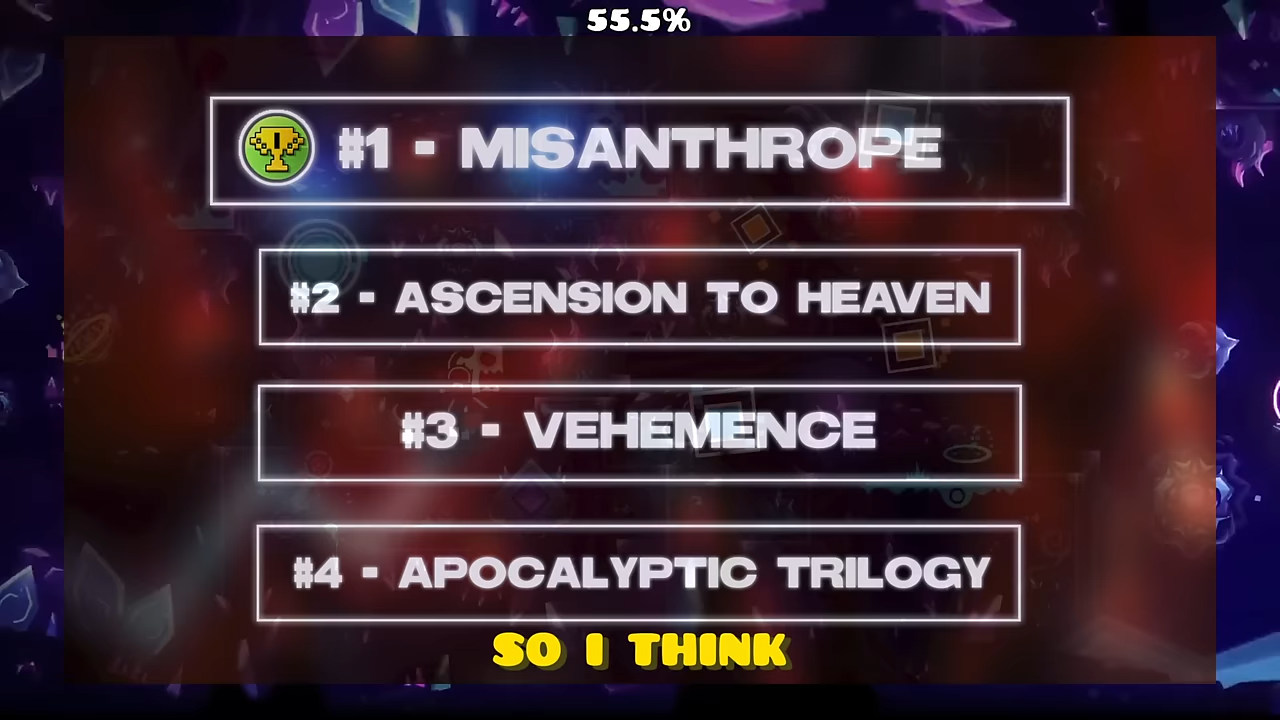 55.5%
#1 - MISANTHROPE
#2 - ASCENSION TO HEAVEN
#3 - VEHEMENCE
#4 - APOCALYPTIC TRILOGY
SO I THINK